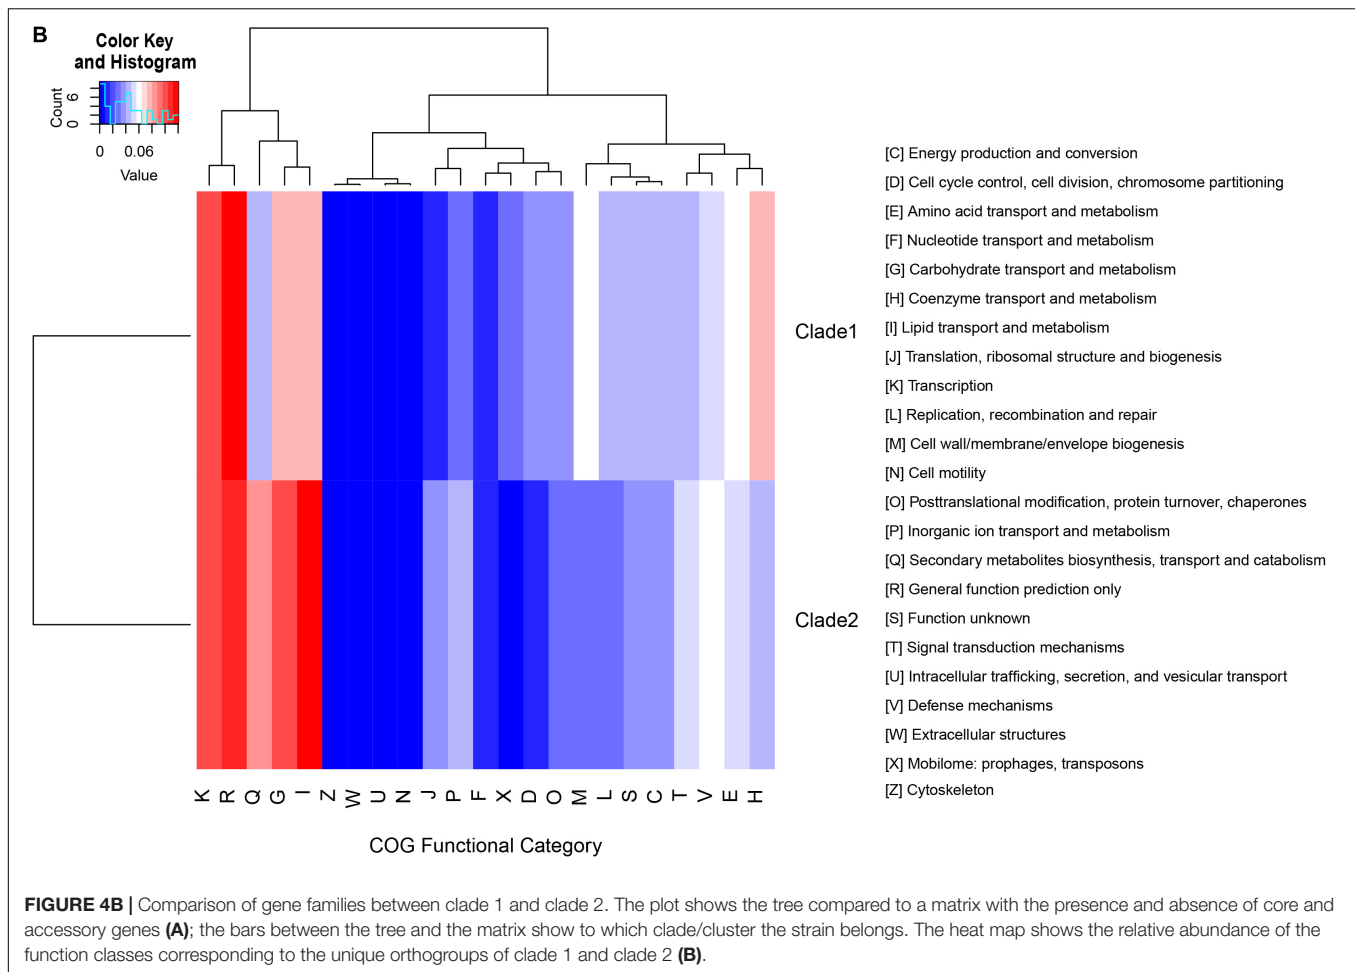 B
Color Key
and Histogram
Count
0 6
0 0.06
Value
[C] Energy production and conversion
[D] Cell cycle control, cell division, chromosome partitioning
[E] Amino acid transport and metabolism
[F] Nucleotide transport and metabolism
[G] Carbohydrate transport and metabolism
[H] Coenzyme transport and metabolism
[I] Lipid transport and metabolism
[J] Translation, ribosomal structure and biogenesis
[K] Transcription
[L] Replication, recombination and repair
[M] Cell wall/membrane/envelope biogenesis
[N] Cell motility
[O] Posttranslational modification, protein turnover, chaperones
[P] Inorganic ion transport and metabolism
[Q] Secondary metabolites biosynthesis, transport and catabolism
[R] General function prediction only
[S] Function unknown
[T] Signal transduction mechanisms
[U] Intracellular trafficking, secretion, and vesicular transport
[V] Defense mechanisms
[W] Extracellular structures
[X] Mobilome: prophages, transposons
[Z] Cytoskeleton
Clade1
Clade2
K R Q G I Z W U N J P F X D O M L S C T V E H
COG Functional Category
FIGURE 4B | Comparison of gene families between clade 1 and clade 2. The plot shows the tree compared to a matrix with the presence and absence of core and
accessory genes (A); the bars between the tree and the matrix show to which clade/cluster the strain belongs. The heat map shows the relative abundance of the
function classes corresponding to the unique orthogroups of clade 1 and clade 2 (B).